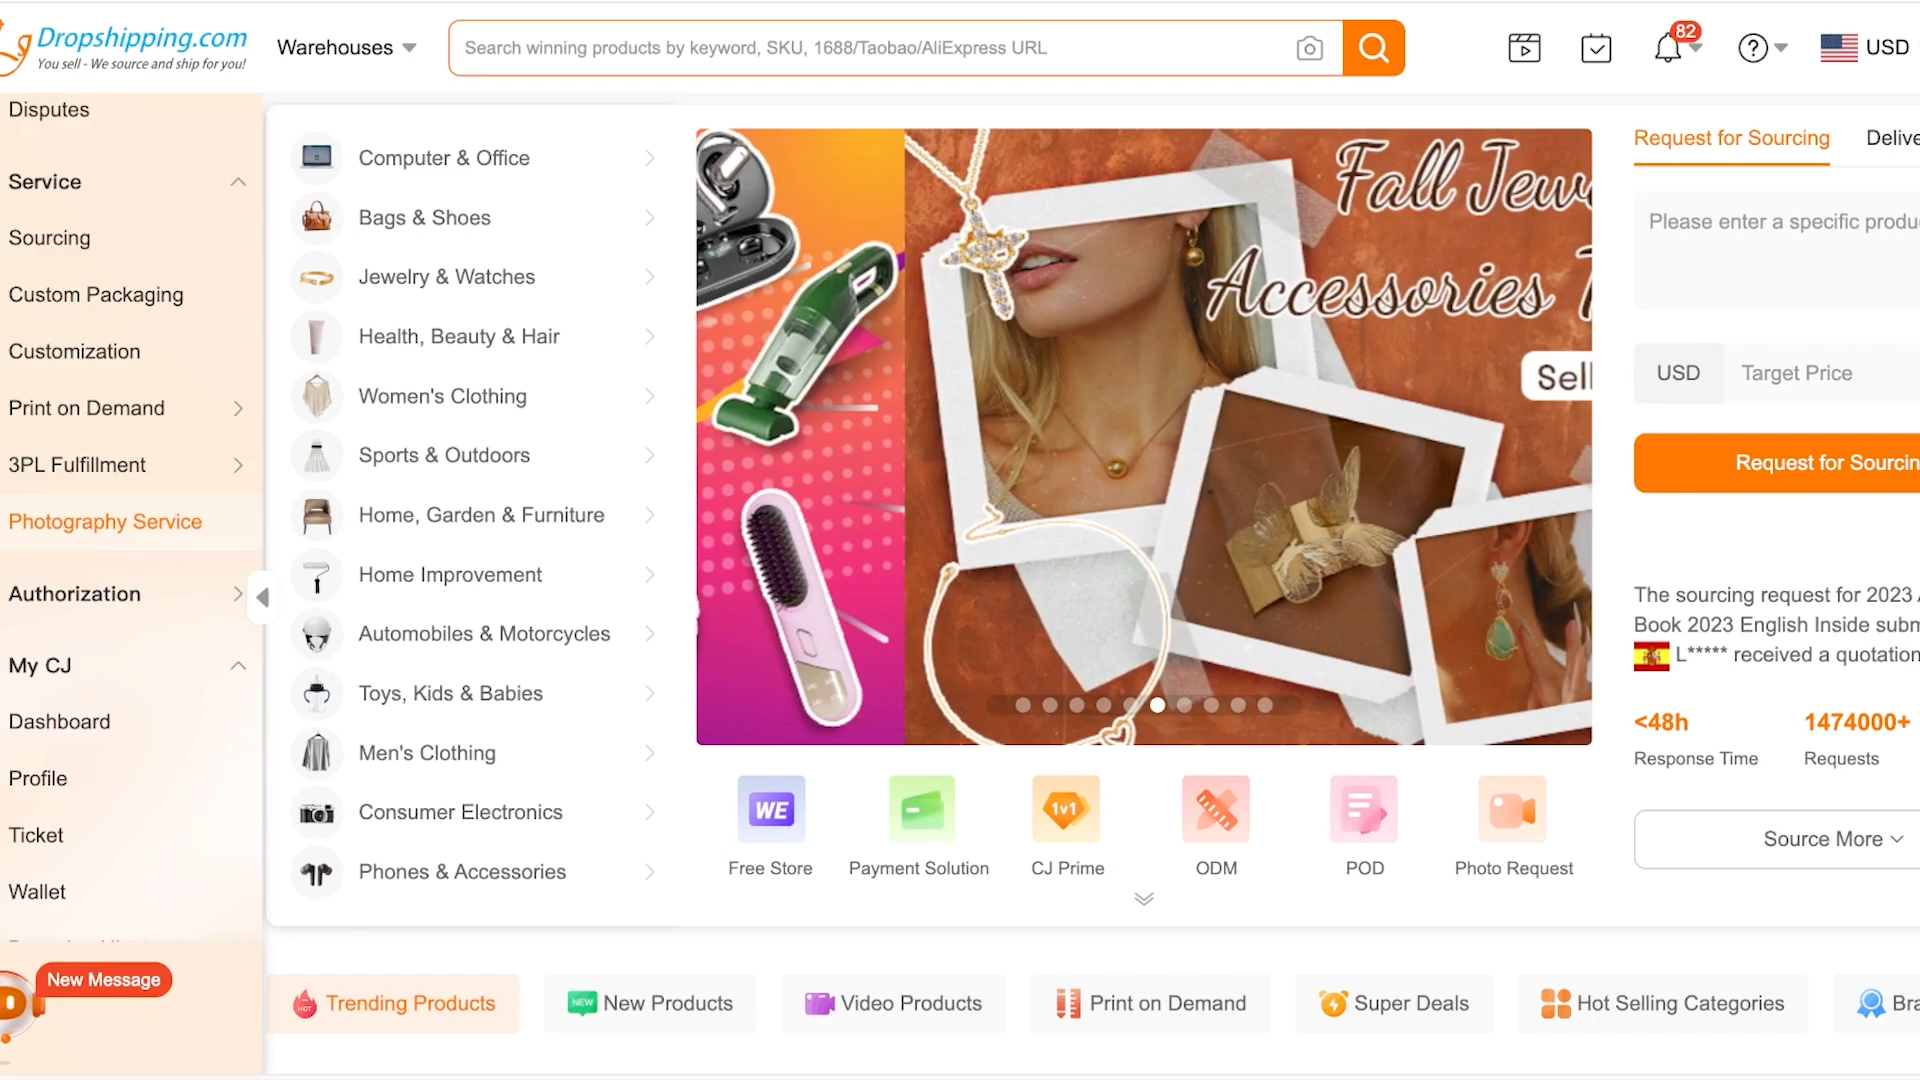 Dropshipping.com
You sell - We source and ship for you!
Warehouses
Search winning products by keyword, SKU, 1688/Taobao/AliExpress URL
82
USD
Disputes
Service
Sourcing
Custom Packaging
Customization
Print on Demand
3PL Fulfillment
Photography Service
Authorization
My CJ
Dashboard
Profile
Ticket
Wallet
New Message
Computer & Office
Bags & Shoes
Jewelry & Watches
Health, Beauty & Hair
Women's Clothing
Sports & Outdoors
Home, Garden & Furniture
Home Improvement
Automobiles & Motorcycles
Toys, Kids & Babies
Men's Clothing
Consumer Electronics
Phones & Accessories
Fall Jew
Accessories T
Sell
WE
Free Store
Payment Solution
1v1
CJ Prime
ODM
POD
Photo Request
Request for Sourcing
Delive
Please enter a specific produ
USD
Target Price
Request for Sourcin
The sourcing request for 2023
Book 2023 English Inside subm
L***** received a quotation
<48h
1474000+
Response Time
Requests
Source More
HOT
Trending Products
NEW
New Products
Video Products
Print on Demand
Super Deals
Hot Selling Categories
Bra